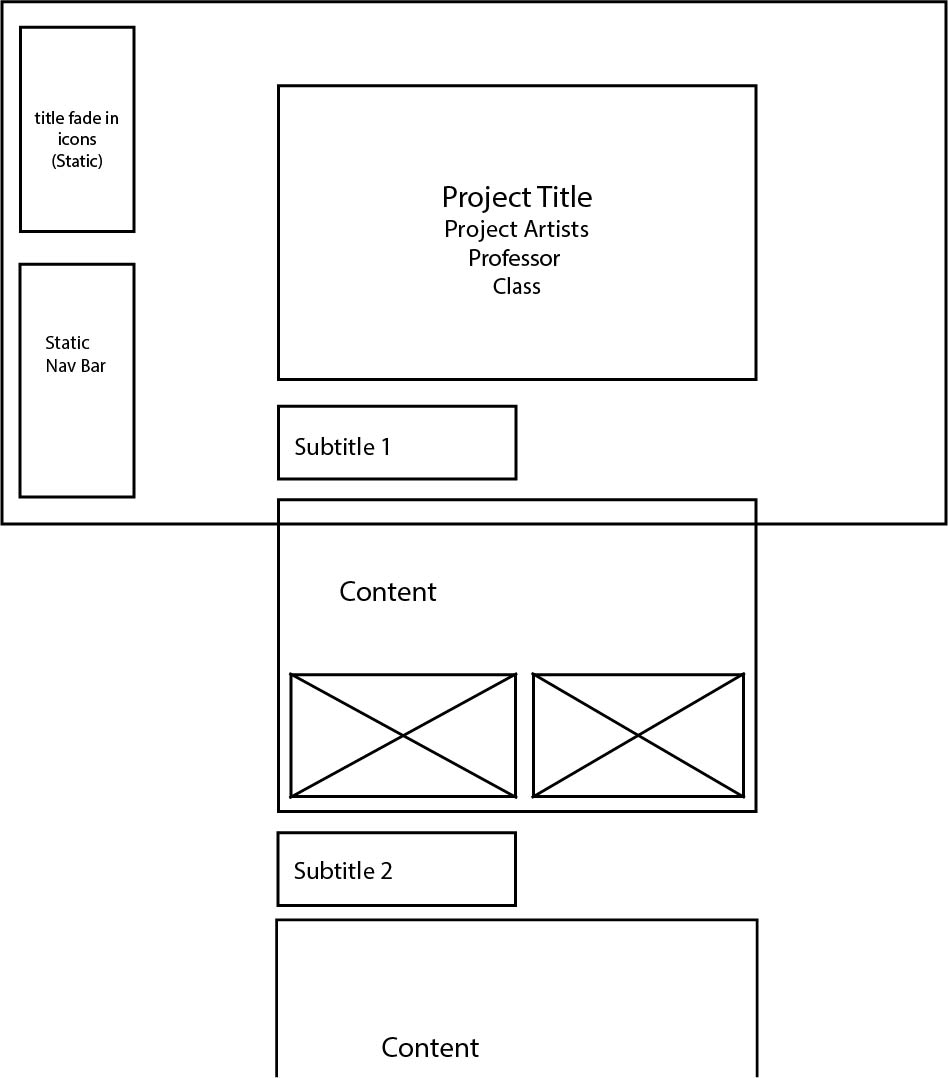 title fade in
icons
(Static)
Project Title
Project Artists
Professor
Class
Static
Nav Bar
Subtitle 1
Content
Subtitle 2
Content